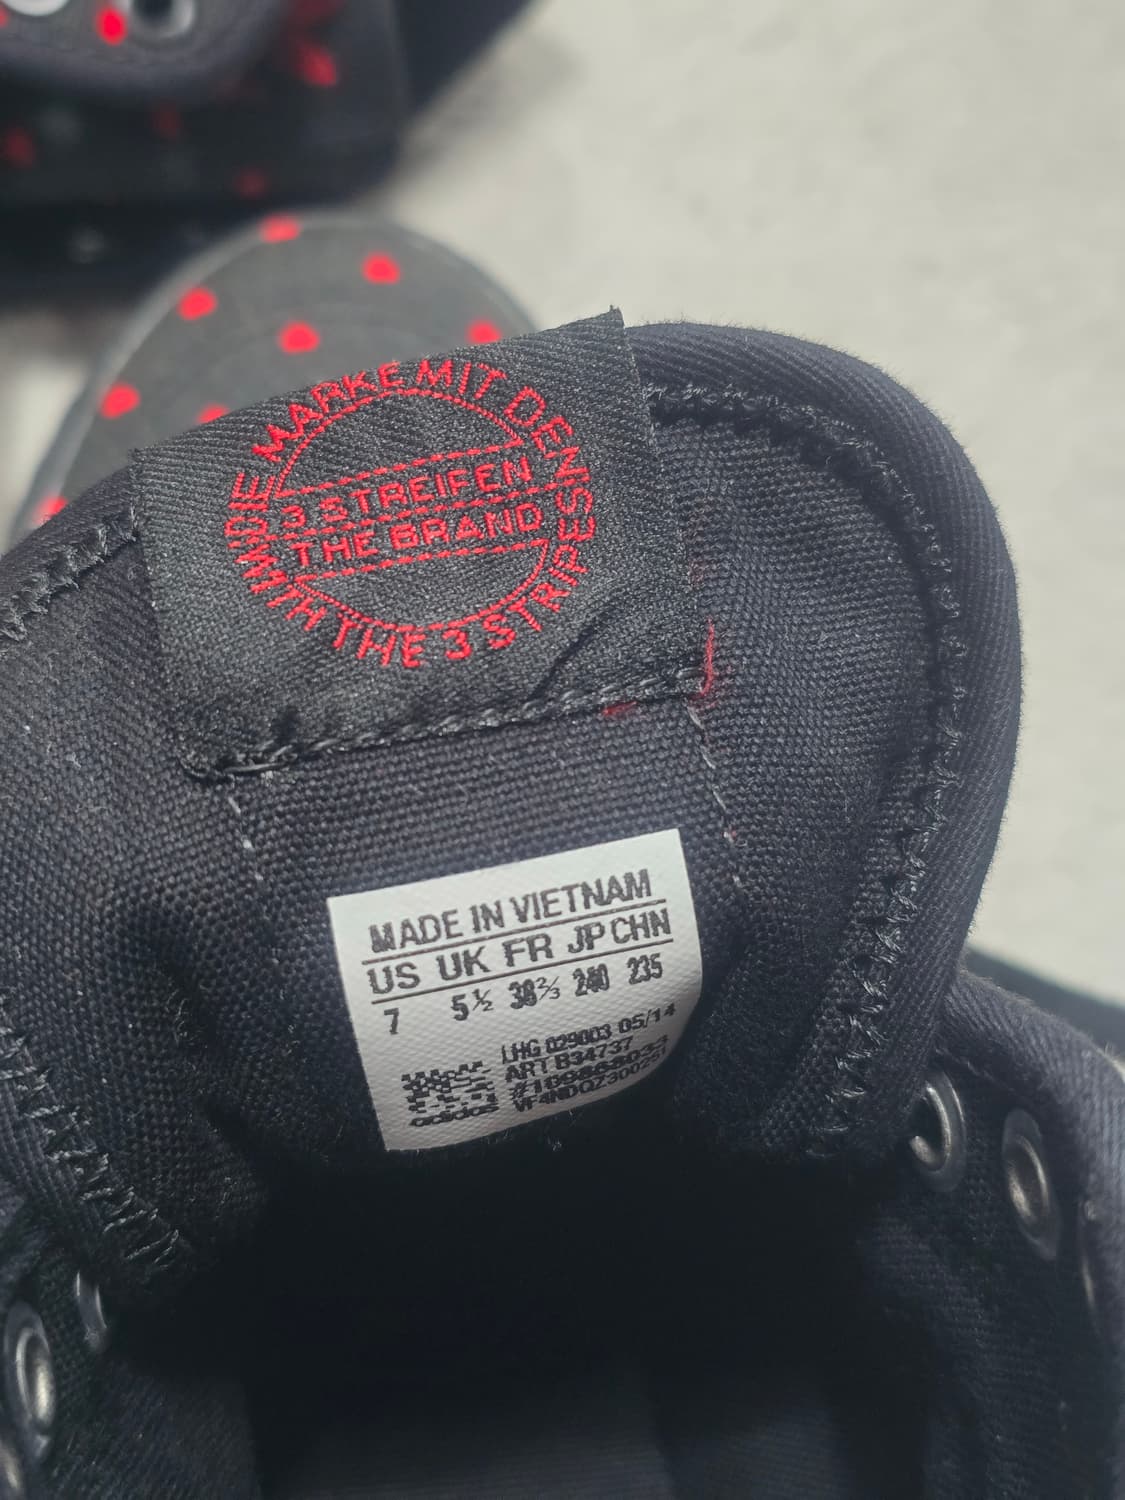 DIE MARKE MIT DEN
3 STREIFEN
THE BRAND
WITH THE 3 STRIPES
MADE IN VIETNAM
US UK FR JP CHN
7 5½ 38⅔ 240 235
LHG 029003 05/14
ART B34737
adidas